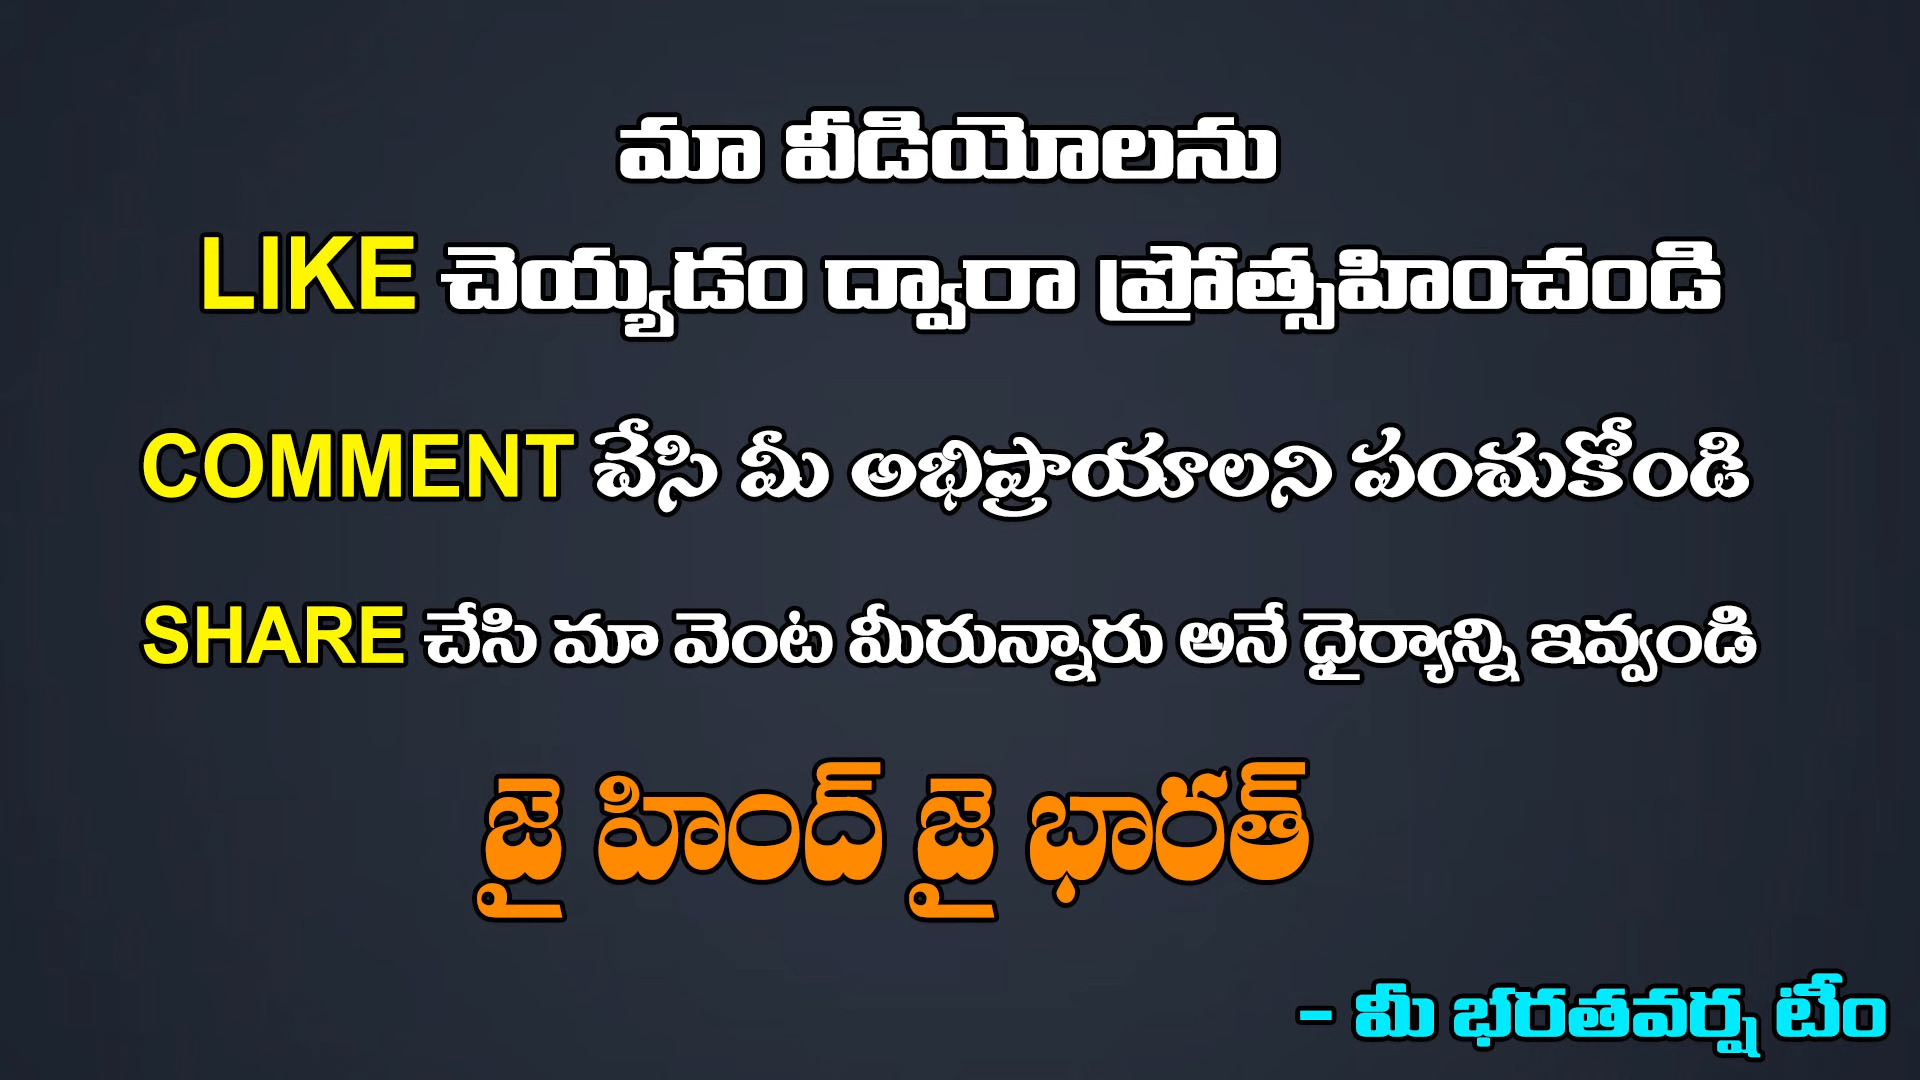 మా వీడియోలను
LIKE చెయ్యడం ద్వారా ప్రోత్సహించండి
COMMENT చేసి మీ అభిప్రాయాలని పంచుకోండి
SHARE చేసి మా వెంట మీరున్నారు అనే ధైర్యాన్ని ఇవ్వండి
జై హింద్ జై భారత్
- మీ భరతవర్ష టీం